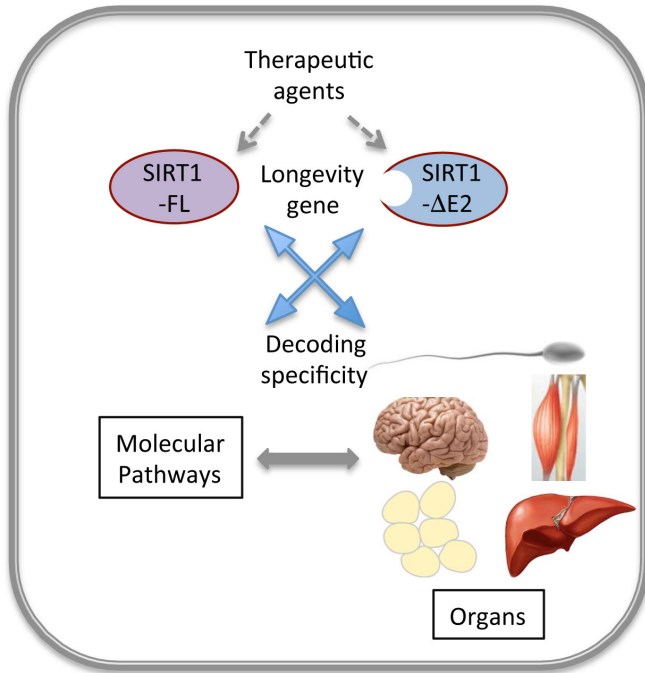 Therapeutic
agents
SIRT1
-FL
Longevity
gene
SIRT1
-ΔE2
Decoding
specificity
Molecular
Pathways
Organs